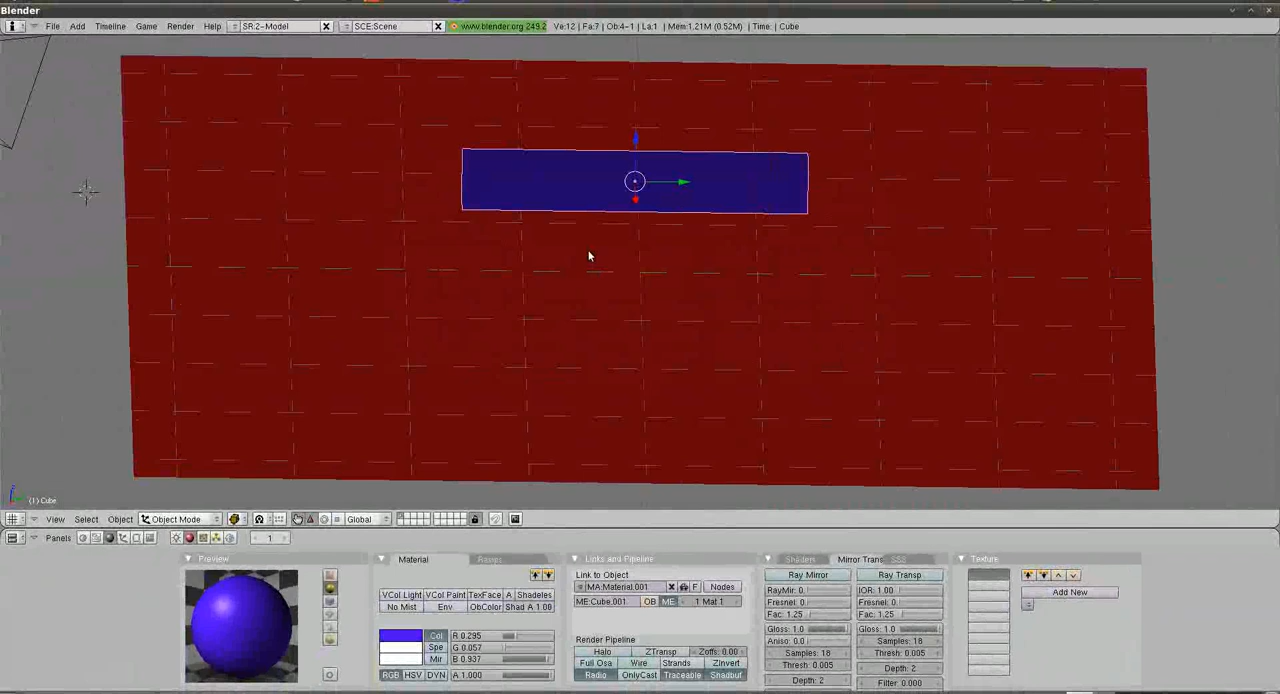 Blender
File Add Timeline Game Render Help SR:2-Model SCE:Scene www.blender.org 249.2 Ve:12 | Fa:7 | Ob:4-1 | La:1 | Mem:1.21M (0.52M) | Time: | Cube
(1) Cube
View Select Object Object Mode Global
Panels 1
Preview Material Ramps Links and Pipeline Shaders Mirror Trans SSS Texture
Link to Object
MA:Material.001 F Nodes
ME:Cube.001 OB ME 1 Mat 1
VCol Light VCol Paint TexFace A Shadeless
No Mist Env ObColor Shad A 1.00
Col R 0.295
Spe G 0.057
Mir B 0.937
RGB HSV DYN A 1.000
Render Pipeline
Halo ZTransp Zoffs: 0.00
Full Osa Wire Strands ZInvert
Radio OnlyCast Traceable Shadbuf
Ray Mirror Ray Transp
RayMir: 0. IOR: 1.00
Fresnel: 0. Fresnel: 0.
Fac: 1.25 Fac: 1.25
Gloss: 1.0 Gloss: 1.0
Aniso: 0.0 Samples: 18
Samples: 18 Thresh: 0.005
Thresh: 0.005 Depth: 2
Depth: 2 Filter: 0.000
Add New